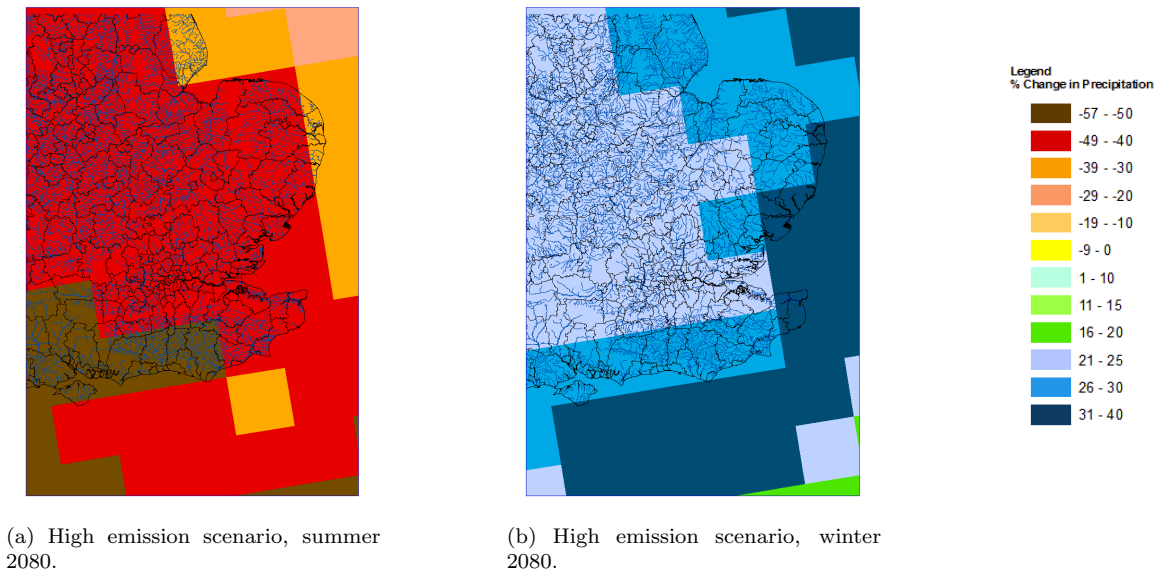 Legend
% Change in Precipitation
-57 - -50
-49 - -40
-39 - -30
-29 - -20
-19 - -10
-9 - 0
1 - 10
11 - 15
16 - 20
21 - 25
26 - 30
31 - 40
(a) High emission scenario, summer
2080.
(b) High emission scenario, winter
2080.